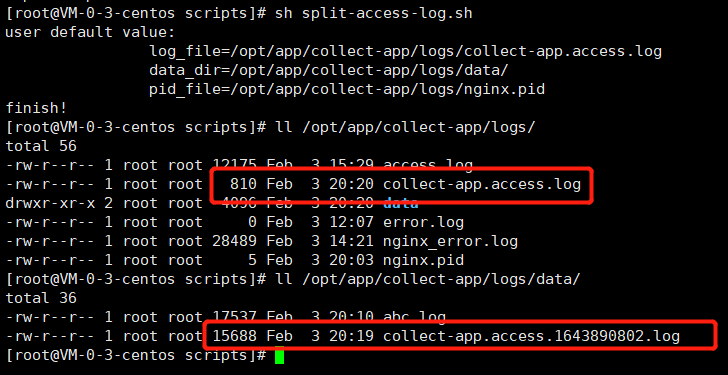 [root@VM-0-3-centos scripts]# sh split-access-log.sh
user default value:
log_file=/opt/app/collect-app/logs/collect-app.access.log
data_dir=/opt/app/collect-app/logs/data/
pid_file=/opt/app/collect-app/logs/nginx.pid
finish!
[root@VM-0-3-centos scripts]# ll /opt/app/collect-app/logs/
total 56
-rw-r--r-- 1 root root 12175 Feb  3 15:29 access.log
-rw-r--r-- 1 root root   810 Feb  3 20:20 collect-app.access.log
drwxr-xr-x 2 root root  4096 Feb  3 20:20 data
-rw-r--r-- 1 root root     0 Feb  3 12:07 error.log
-rw-r--r-- 1 root root 28489 Feb  3 14:21 nginx_error.log
-rw-r--r-- 1 root root     5 Feb  3 20:03 nginx.pid
[root@VM-0-3-centos scripts]# ll /opt/app/collect-app/logs/data/
total 36
-rw-r--r-- 1 root root 17537 Feb  3 20:10 abc.log
-rw-r--r-- 1 root root 15688 Feb  3 20:19 collect-app.access.1643890802.log
[root@VM-0-3-centos scripts]#